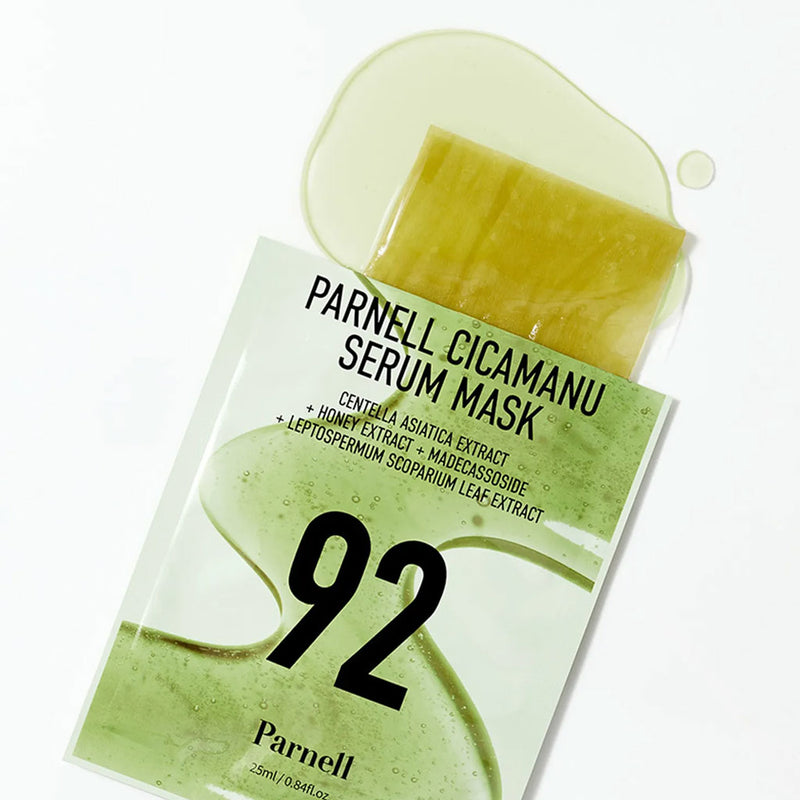 PARNELL CICAMANU
SERUM MASK
CENTELLA ASIATICA EXTRACT
+ HONEY EXTRACT + MADECASSOSIDE
+ LEPTOSPERMUM SCOPARIUM LEAF EXTRACT
92
Parnell
25ml / 0.84fl.oz